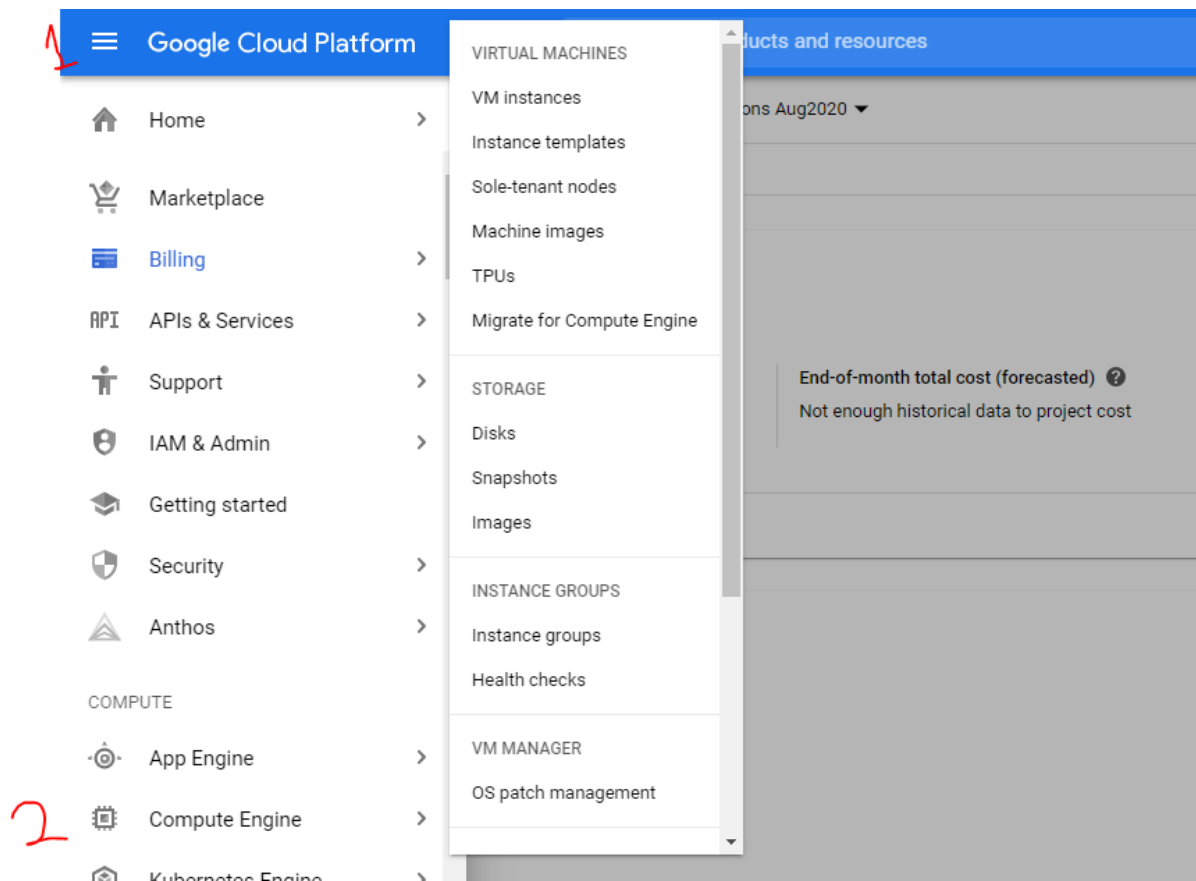 1
Google Cloud Platform
ducts and resources
Home
Marketplace
Billing
API APIs & Services
Support
IAM & Admin
Getting started
Security
Anthos
COMPUTE
App Engine
2
Compute Engine
Kubernetes Engine
VIRTUAL MACHINES
VM instances
Instance templates
Sole-tenant nodes
Machine images
TPUs
Migrate for Compute Engine
STORAGE
Disks
Snapshots
Images
INSTANCE GROUPS
Instance groups
Health checks
VM MANAGER
OS patch management
ons Aug2020
End-of-month total cost (forecasted) ?
Not enough historical data to project cost